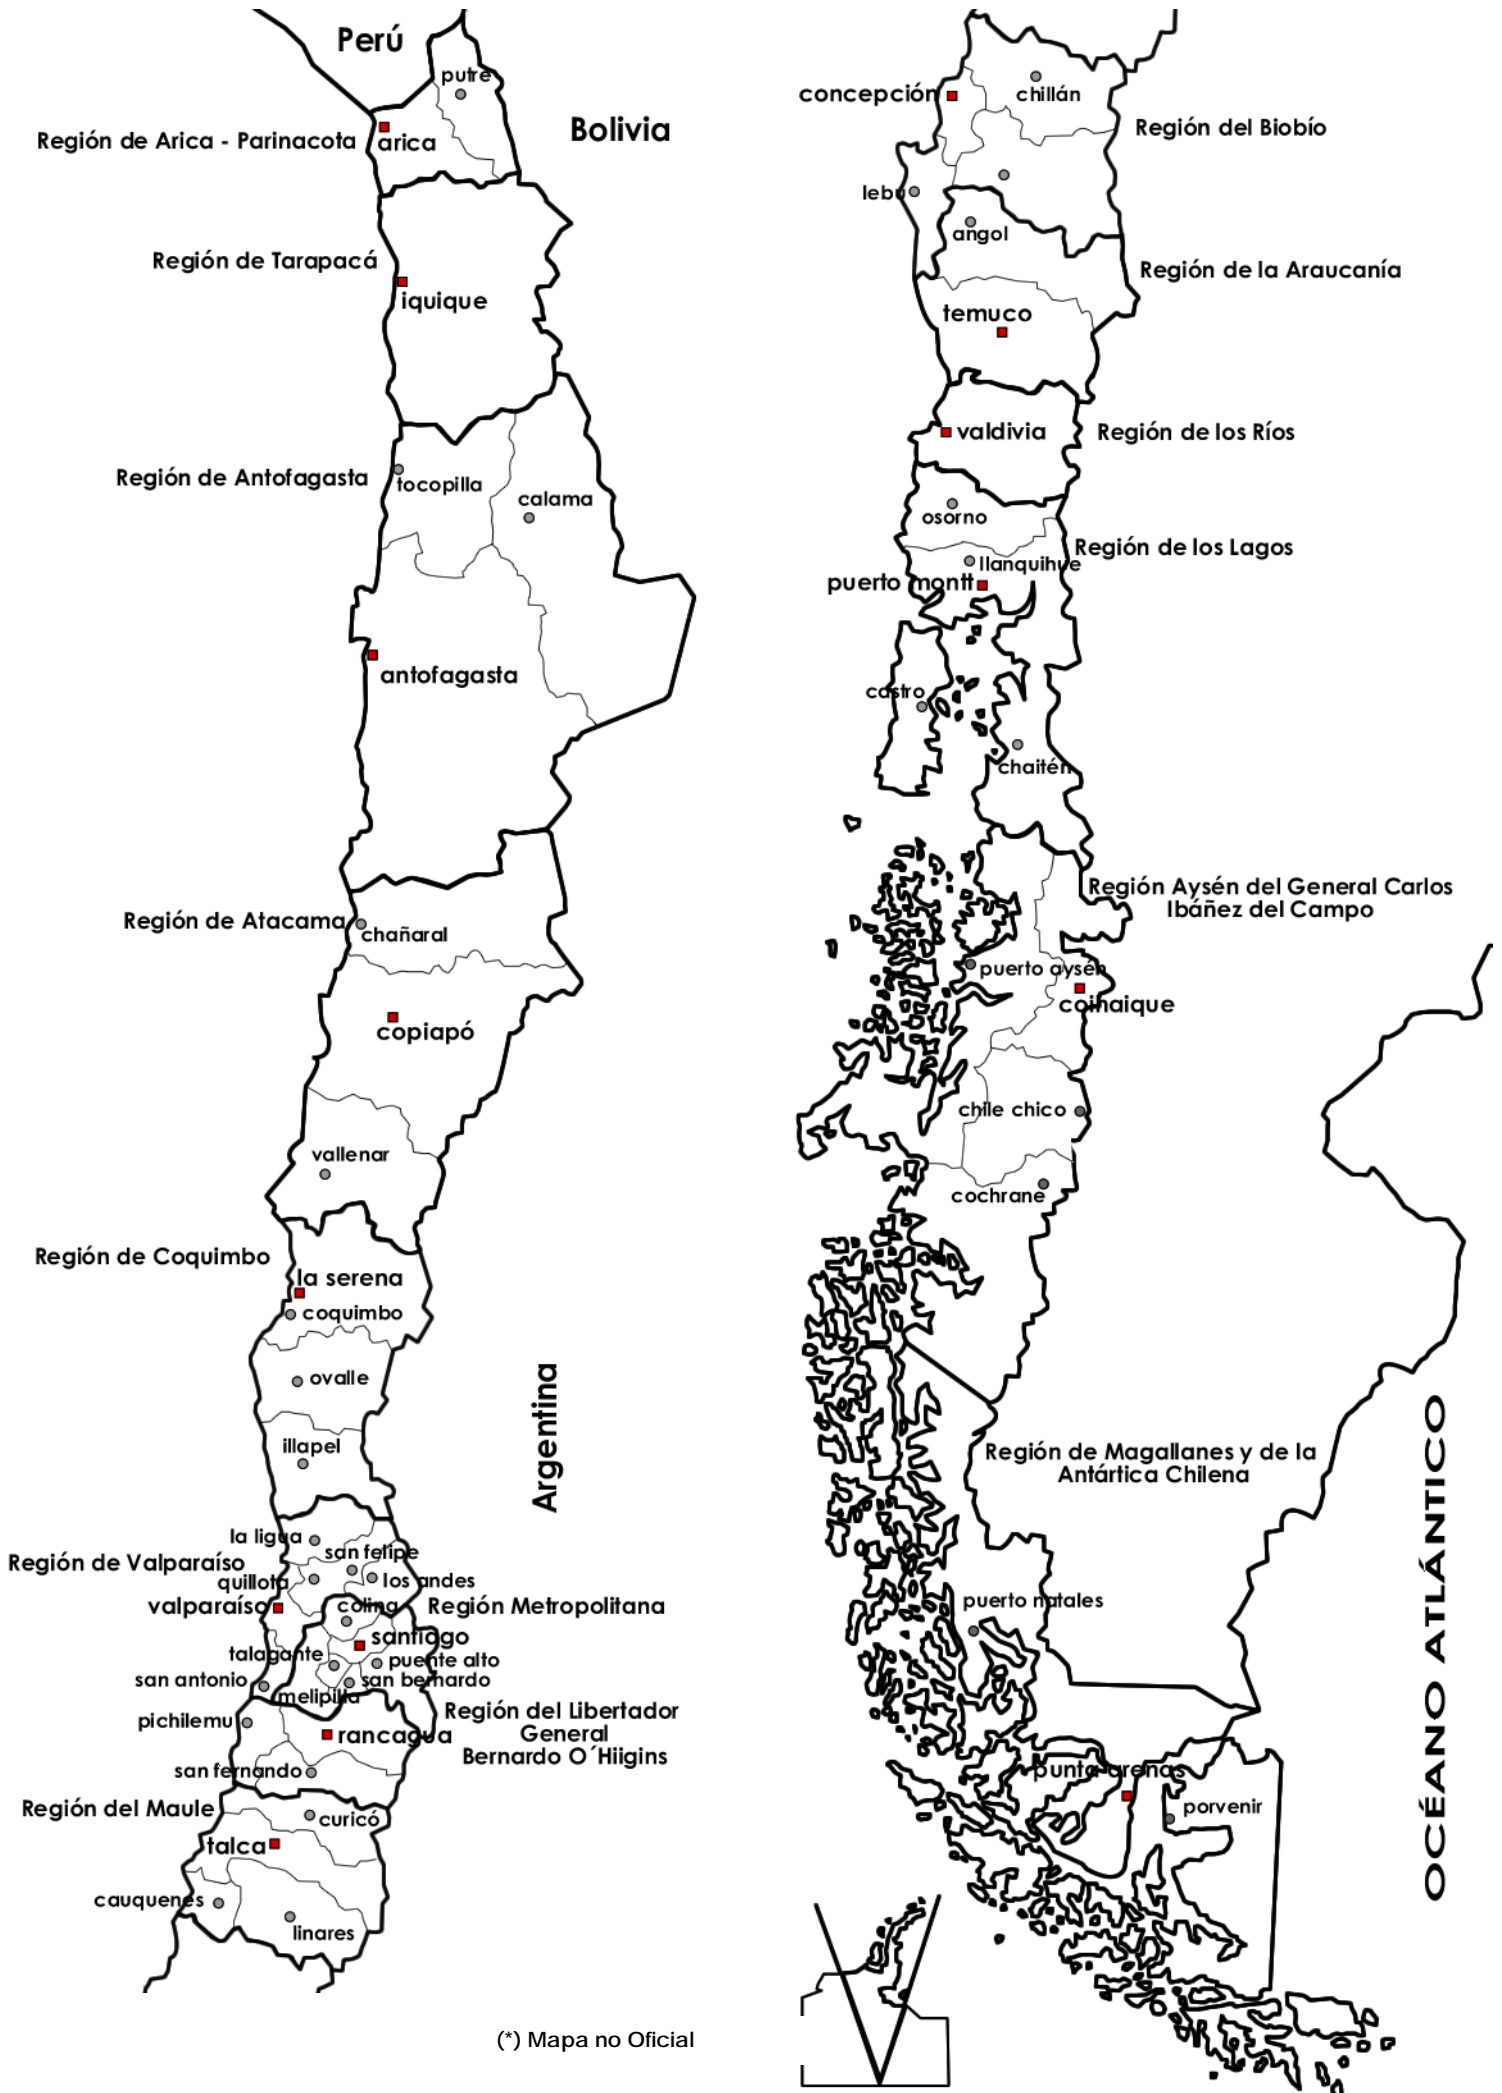 Perú
putre
Bolivia
Región de Arica - Parinacota
arica
Región de Tarapacá
iquique
Región de Antofagasta
tocopilla
calama
antofagasta
Región de Atacama
chañaral
copiapó
vallenar
Región de Coquimbo
la serena
coquimbo
ovalle
Argentina
illapel
la ligua
san felipe
Región de Valparaíso
quillota
los andes
valparaíso
colina
Región Metropolitana
santiago
talagante
puente alto
san antonio
san bernardo
melipilla
pichilemu
Región del Libertador
General
Bernardo O´Hiigins
rancagua
san fernando
Región del Maule
curicó
talca
cauquenes
linares
(*) Mapa no Oficial
concepción
chillán
Región del Biobío
lebu
angol
Región de la Araucanía
temuco
valdivia
Región de los Ríos
osorno
Región de los Lagos
llanquihue
puerto montt
castro
chaitén
Región Aysén del General Carlos
Ibáñez del Campo
puerto aysén
coihaique
chile chico
cochrane
Región de Magallanes y de la
Antártica Chilena
puerto natales
punta arenas
porvenir
OCÉANO ATLÁNTICO